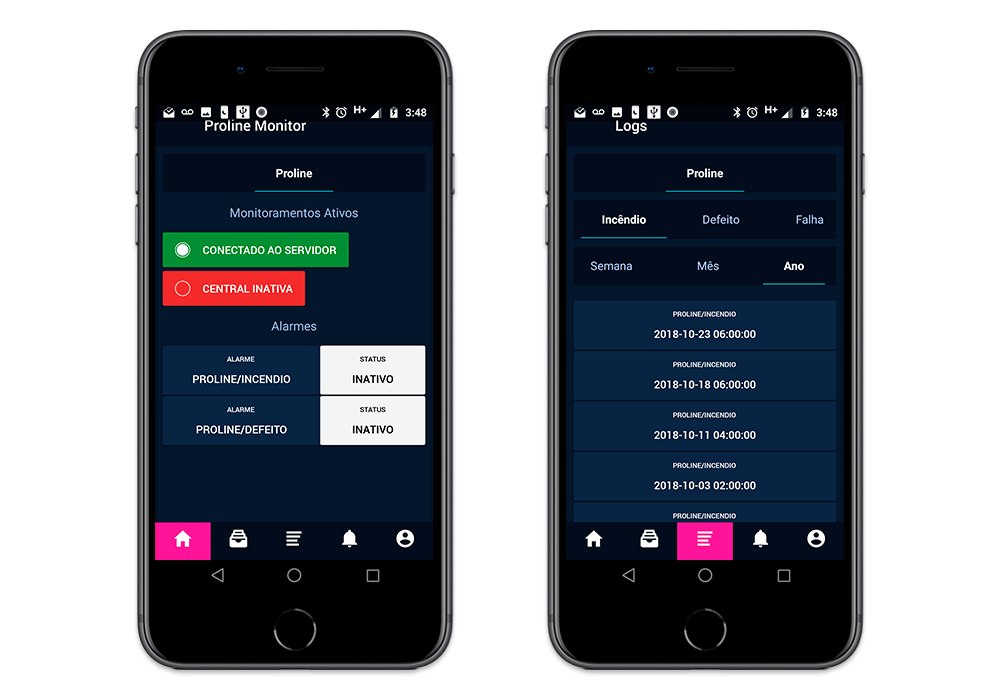 H+ 3:48
Proline Monitor
Proline
Monitoramentos Ativos
CONECTADO AO SERVIDOR
CENTRAL INATIVA
Alarmes
ALARME STATUS
PROLINE/INCENDIO INATIVO
ALARME STATUS
PROLINE/DEFEITO INATIVO
H+ 3:48
Logs
Proline
Incêndio Defeito Falha
Semana Mês Ano
PROLINE/INCENDIO
2018-10-23 06:00:00
PROLINE/INCENDIO
2018-10-18 06:00:00
PROLINE/INCENDIO
2018-10-11 04:00:00
PROLINE/INCENDIO
2018-10-03 02:00:00
PROLINE/INCENDIO